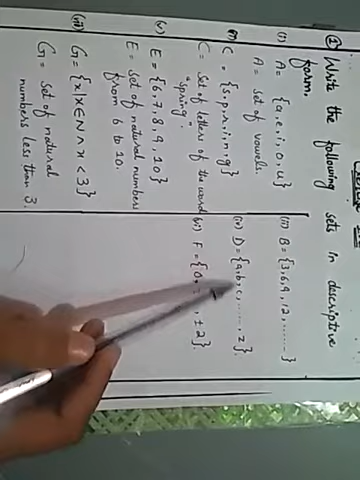 ① Write the following sets in descriptive
form.
(i) A = {a, e, i, o, u}
A = set of vowels.
(ii) B = {3, 6, 9, 12, ......}
C = {s, p, r, i, n, g}
C = set of letters of the word
"spring".
(iv) D = {a, b, c, ....., z}
(v) E = {6, 7, 8, 9, 10}
E = set of natural numbers
from 6 to 10.
(vi) F = {0, , ±2}.
(vii) G = {x|x∈N ∧ x < 3}
G = set of natural
numbers less than 3.